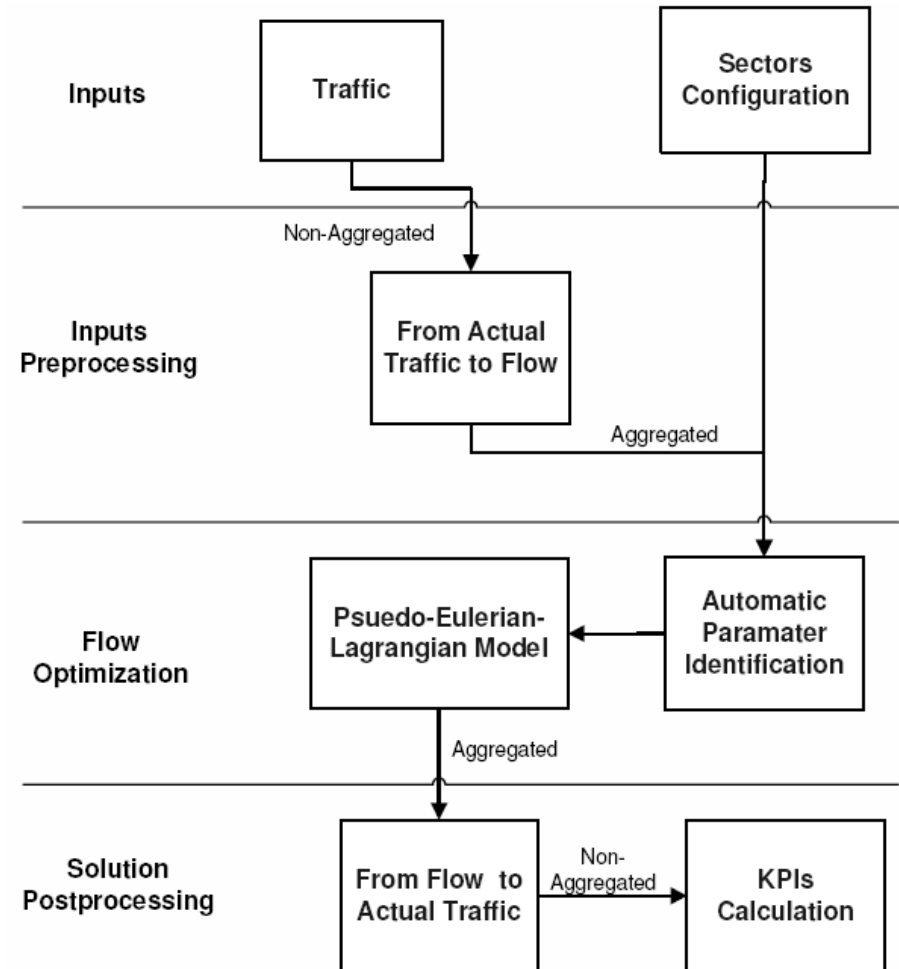 Inputs
Traffic
Sectors
Configuration
Non-Aggregated
Inputs
Preprocessing
From Actual
Traffic to Flow
Aggregated
Flow
Optimization
Psuedo-Eulerian-
Lagrangian Model
Automatic
Paramater
Identification
Aggregated
Solution
Postprocessing
From Flow to
Actual Traffic
Non-
Aggregated
KPIs
Calculation